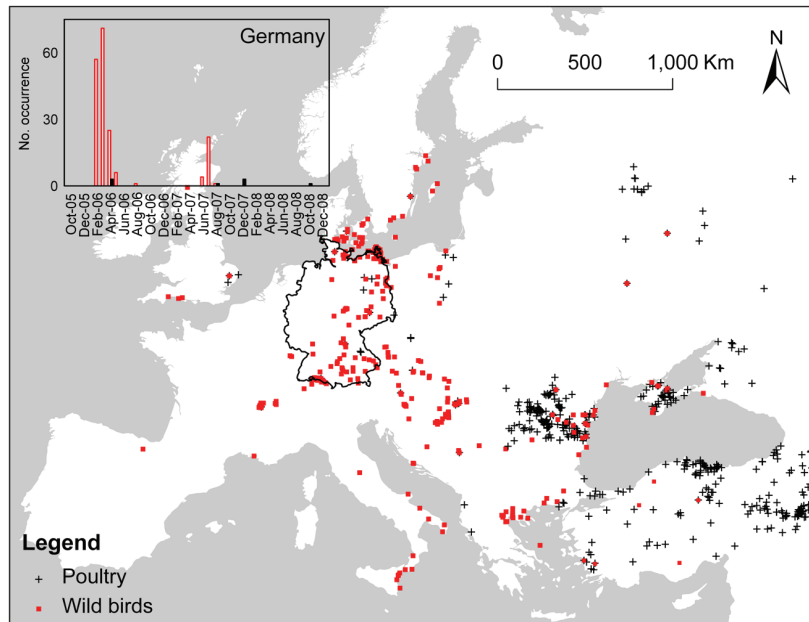 Germany
No. occurrence
60
30
0
Oct-05
Dec-05
Feb-06
Apr-06
Jun-06
Aug-06
Oct-06
Dec-06
Feb-07
Apr-07
Jun-07
Aug-07
Oct-07
Dec-07
Feb-08
Apr-08
Jun-08
Aug-08
Oct-08
Dec-08
0 500 1,000 Km
N
Legend
Poultry
Wild birds